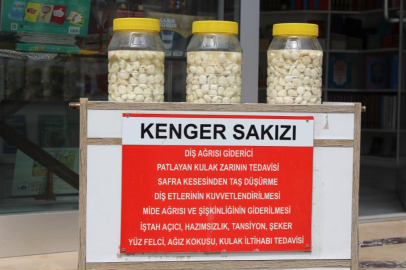 KENGER SAKIZI
DİŞ AĞRISI GİDERİCİ
PATLAYAN KULAK ZARININ TEDAVİSİ
SAFRA KESESİNDEN TAŞ DÜŞÜRME
DİŞ ETLERİNİN KUVVETLENDİRİLMESİ
MİDE AĞRISI VE ŞİŞKİNLİĞİNİN GİDERİLMESİ
İŞTAH AÇICI, HAZIMSIZLIK, TANSİYON, ŞEKER
YÜZ FELCİ, AĞIZ KOKUSU, KULAK İLTİHABI TEDAVİSİ